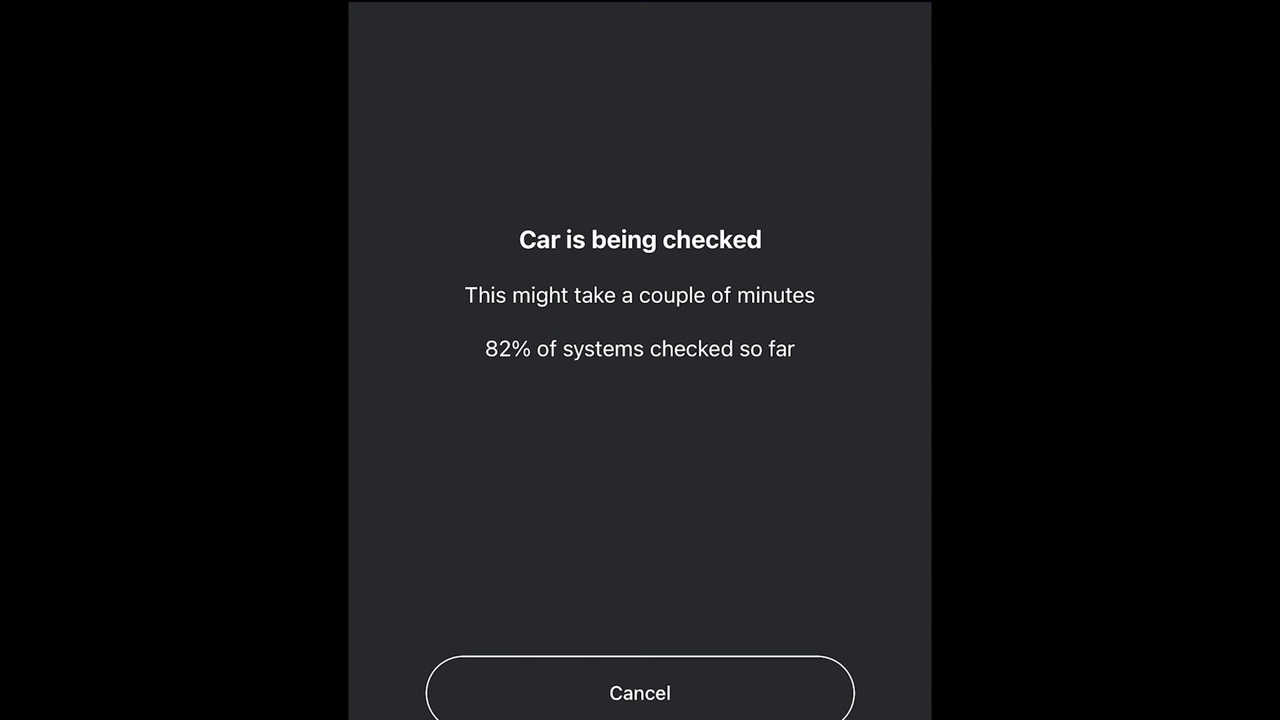 Car is being checked
This might take a couple of minutes
82% of systems checked so far
Cancel